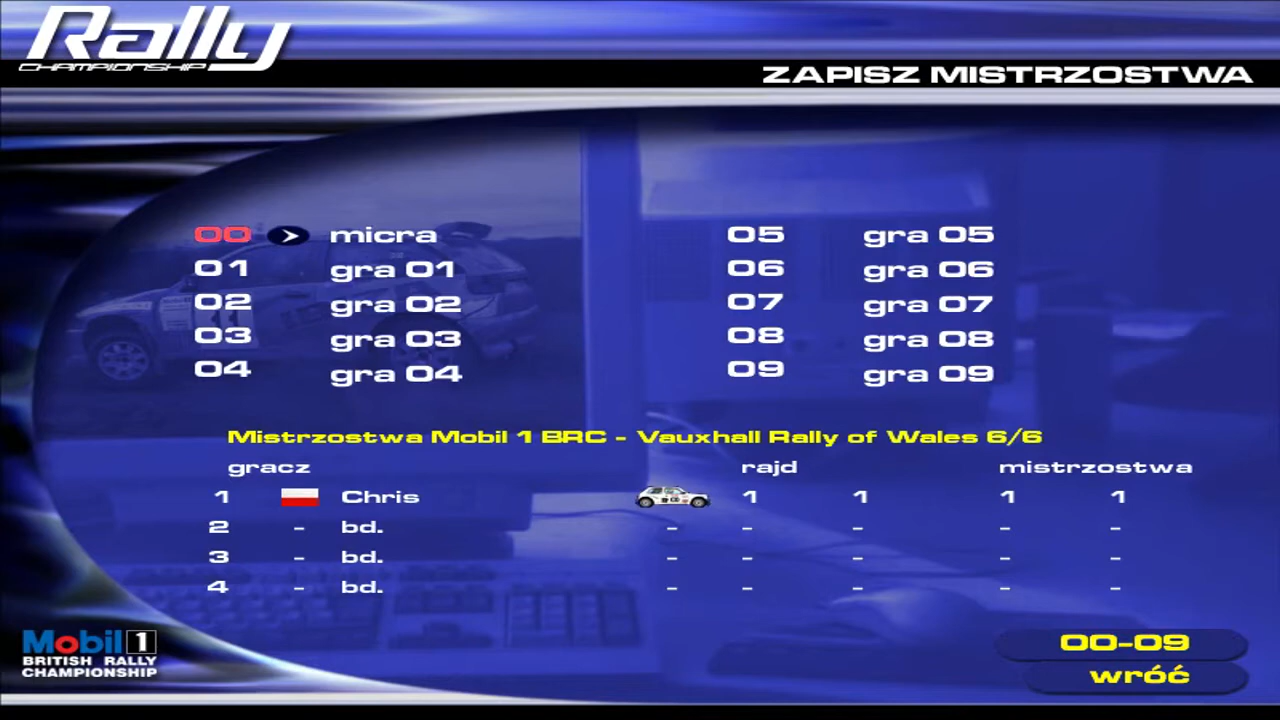 Rally
CHAMPIONSHIP
ZAPISZ MISTRZOSTWA
00 micra 05 gra 05
01 gra 01 06 gra 06
02 gra 02 07 gra 07
03 gra 03 08 gra 08
04 gra 04 09 gra 09
Mistrzostwa Mobil 1 BRC - Vauxhall Rally of Wales 6/6
gracz rajd mistrzostwa
1 Chris 1 1 1 1
2 - bd. - - - - -
3 - bd. - - - - -
4 - bd. - - - - -
Mobil 1
BRITISH RALLY
CHAMPIONSHIP
00-09
wróć